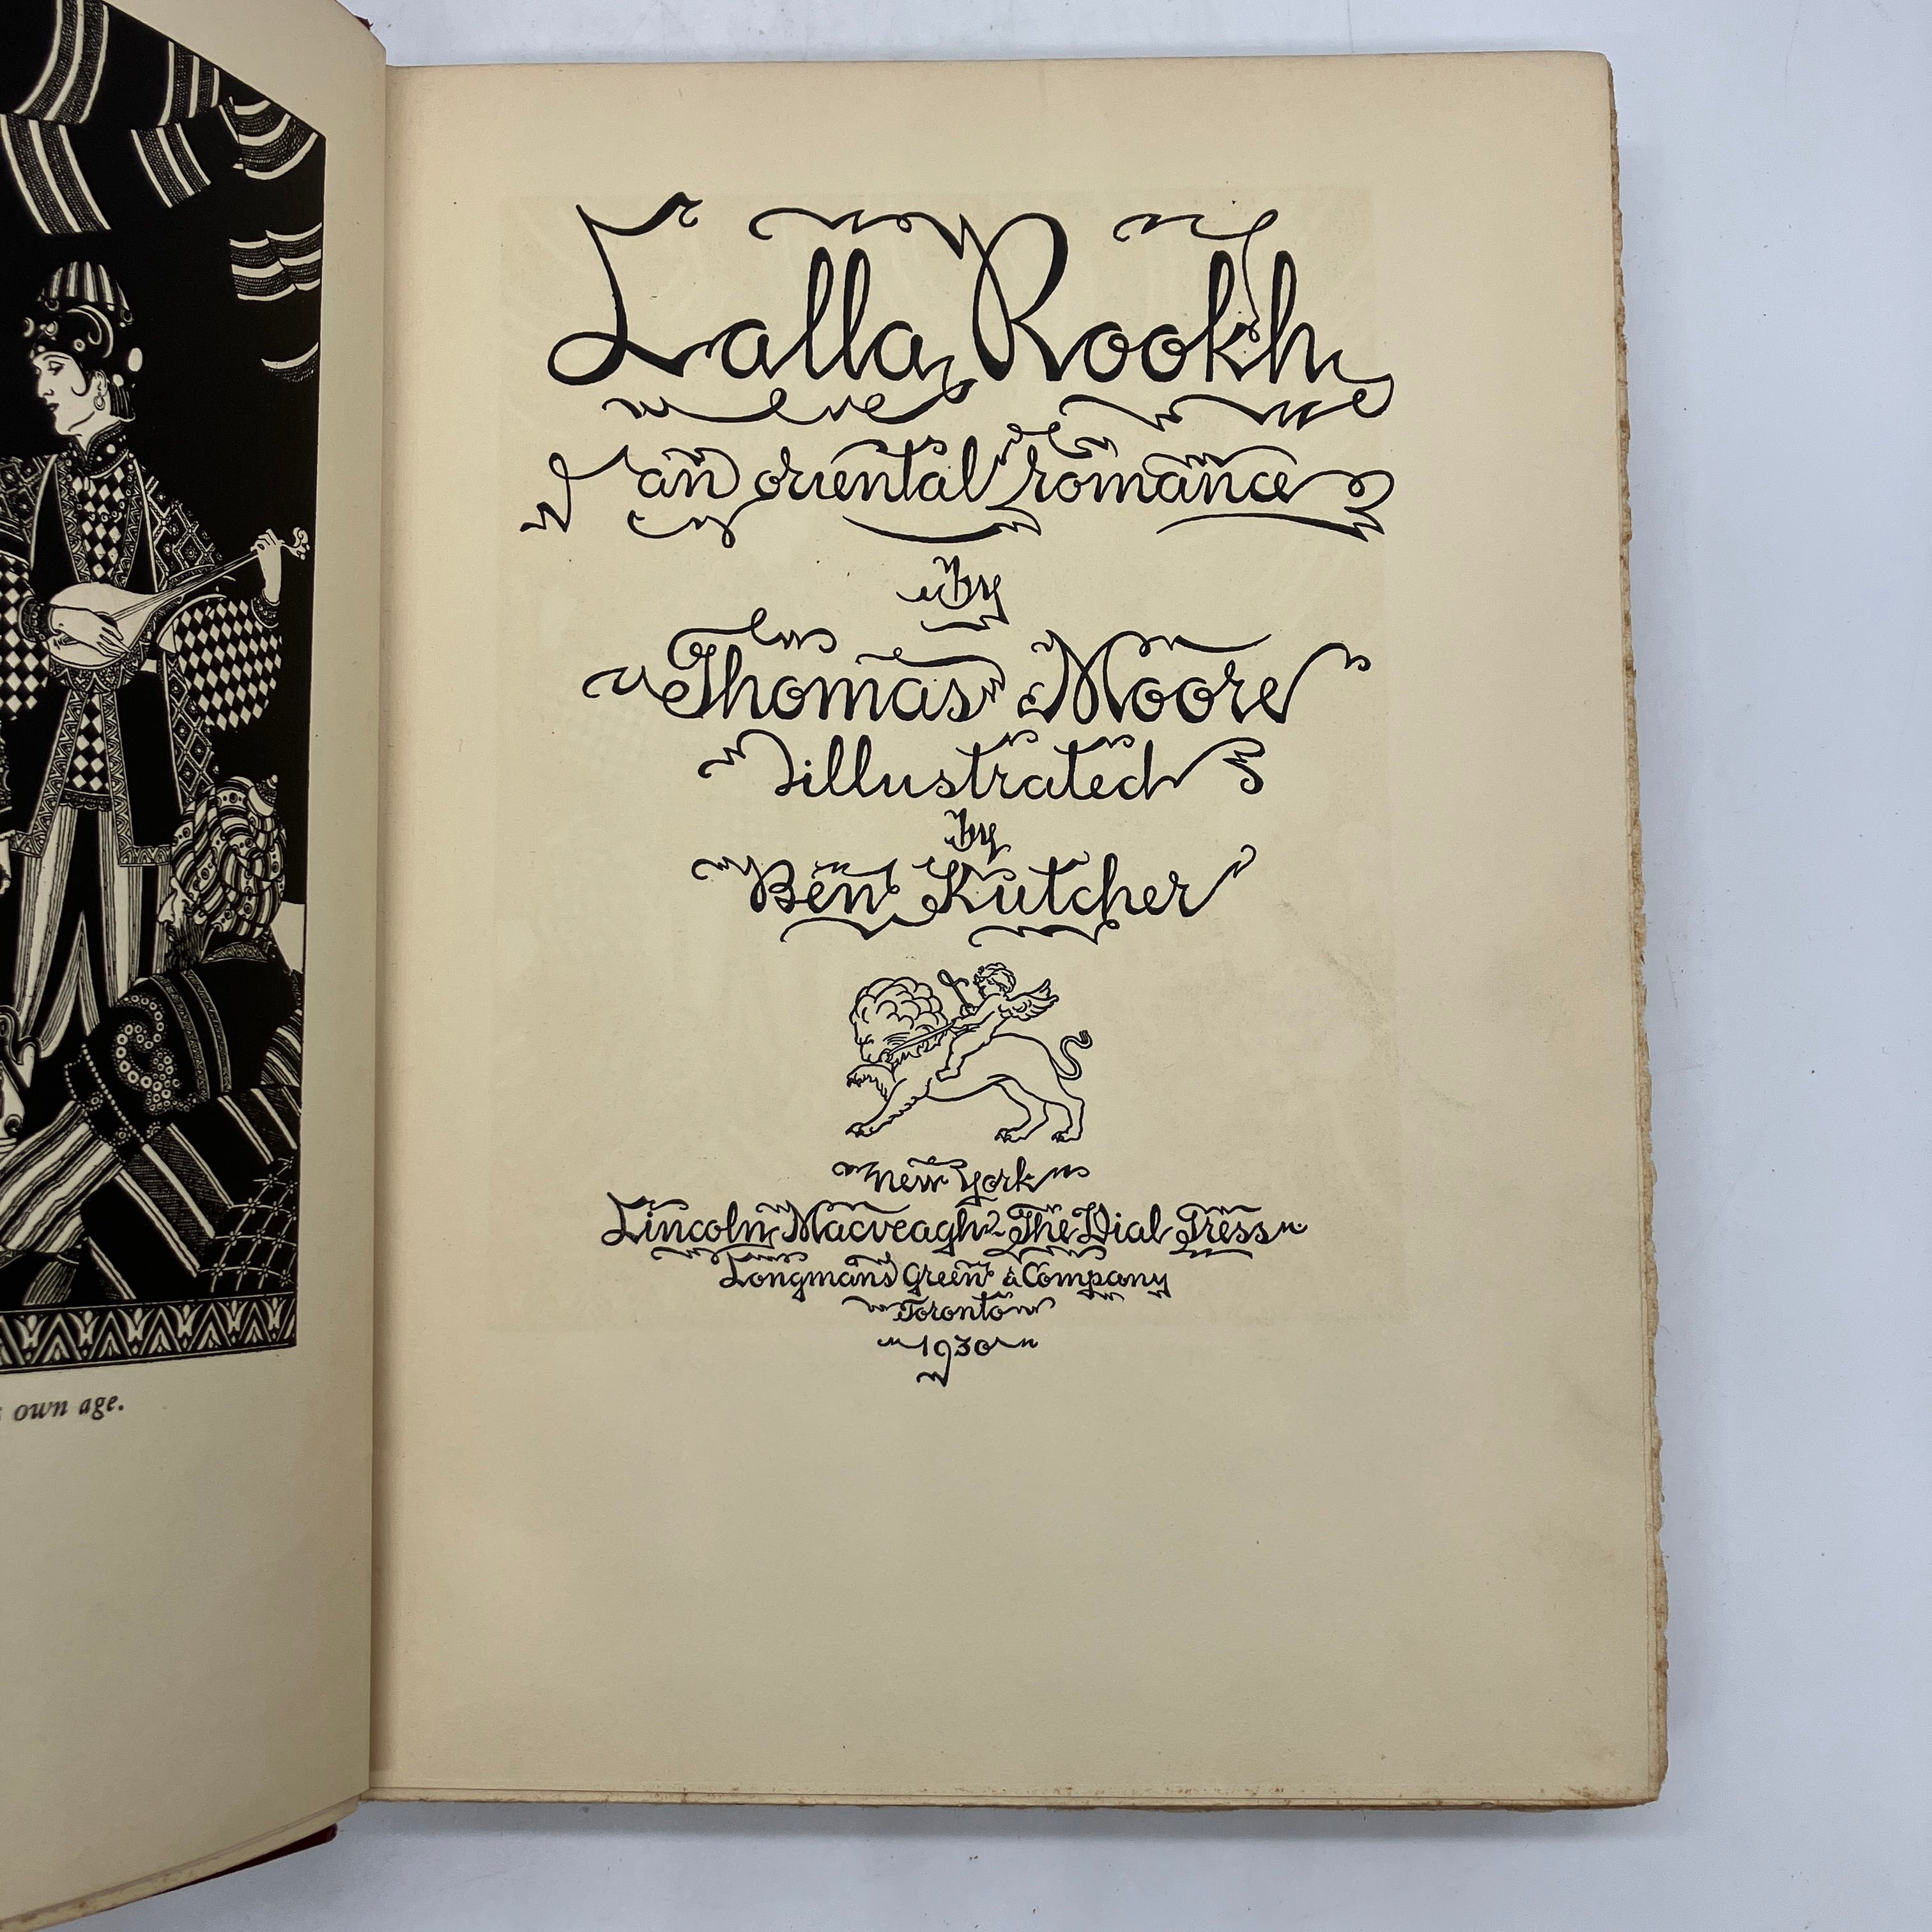 own age.
Lalla Rookh
an oriental romance
By
Thomas Moore
illustrated
by
Ben Kutcher
New York
Lincoln Macveagh - The Dial Press
Longmans Green & Company
Toronto
1930